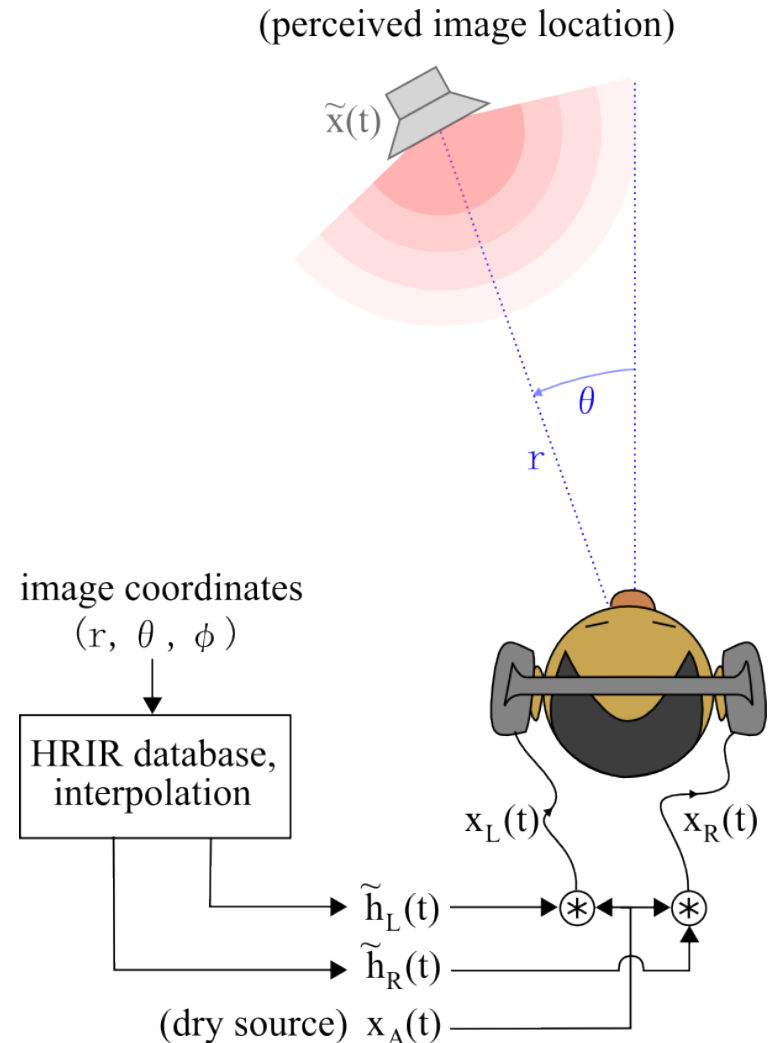 (perceived image location)
x̃(t)
θ
r
image coordinates
(r, θ, ϕ)
HRIR database,
interpolation
x_L(t)
x_R(t)
h̃_L(t)
h̃_R(t)
(dry source) x_A(t)